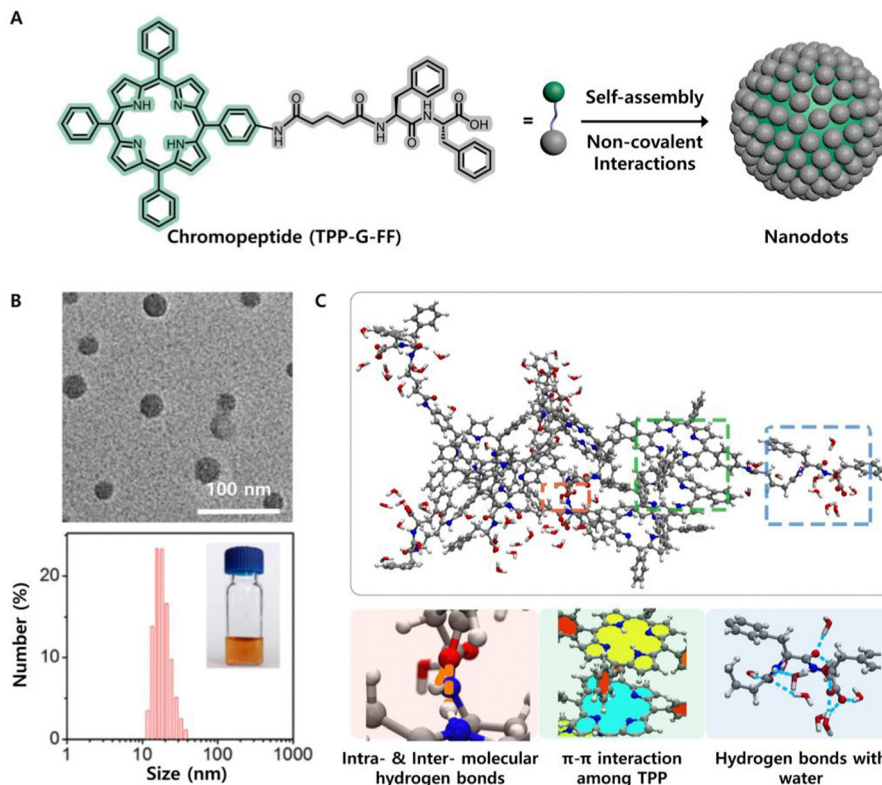 A
NH
N
N
HN
N
H
O
O
N
H
O
H
N
O
OH
Chromopeptide (TPP-G-FF)
=
Self-assembly
Non-covalent
Interactions
Nanodots
B
100 nm
Number (%)
20
10
0
1
10
100
1000
Size (nm)
C
Intra- & Inter- molecular
hydrogen bonds
π-π interaction
among TPP
Hydrogen bonds with
water